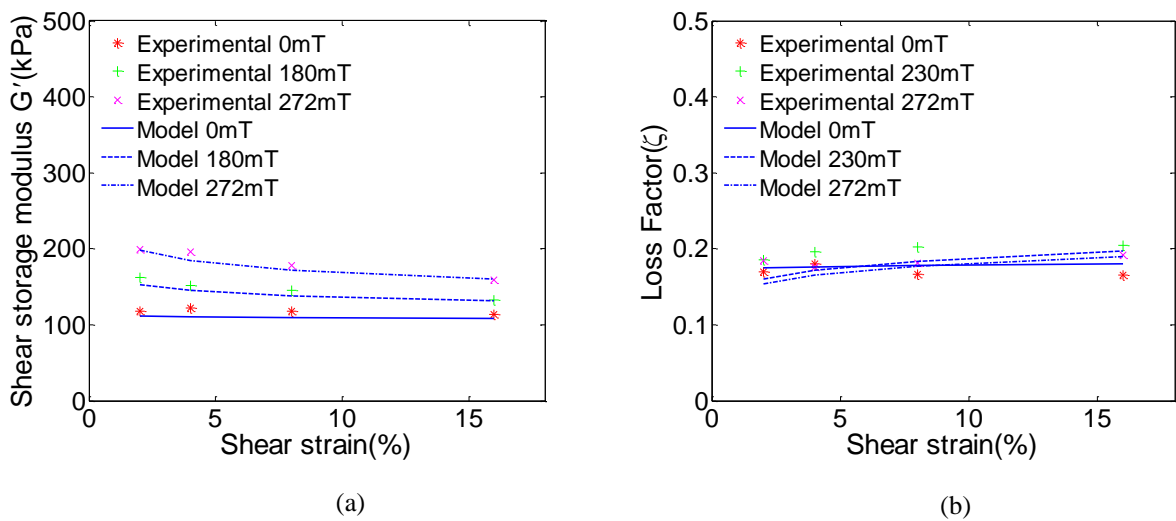 500
400
300
200
100
0
0
5
10
15
Shear storage modulus G′(kPa)
Shear strain(%)
Experimental 0mT
Experimental 180mT
Experimental 272mT
Model 0mT
Model 180mT
Model 272mT
(a)
0.5
0.4
0.3
0.2
0.1
0
0
5
10
15
Loss Factor(ζ)
Shear strain(%)
Experimental 0mT
Experimental 230mT
Experimental 272mT
Model 0mT
Model 230mT
Model 272mT
(b)